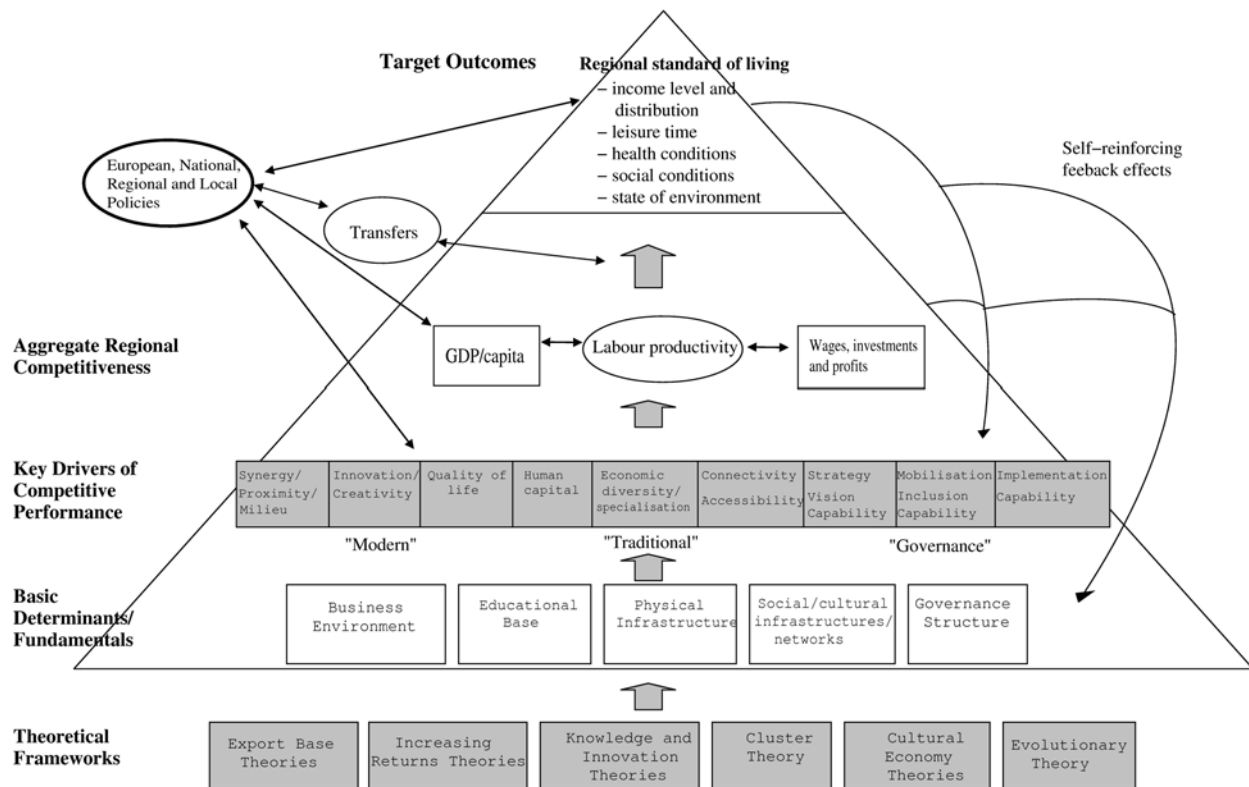 Target Outcomes
Regional standard of living
− income level and
distribution
− leisure time
− health conditions
− social conditions
− state of environment
European, National,
Regional and Local
Policies
Transfers
Self−reinforcing
feeback effects
Aggregate Regional
Competitiveness
GDP/capita
Labour productivity
Wages, investments
and profits
Key Drivers of
Competitive
Performance
Synergy/
Proximity/
Milieu
Innovation/
Creativity
Quality of
life
Human
capital
Economic
diversity/
specialisation
Connectivity
Accessibility
Strategy
Vision
Capability
Mobilisation
Inclusion
Capability
Implementation
Capability
"Modern"
"Traditional"
"Governance"
Basic
Determinants/
Fundamentals
Business
Environment
Educational
Base
Physical
Infrastructure
Social/cultural
infrastructures/
networks
Governance
Structure
Theoretical
Frameworks
Export Base
Theories
Increasing
Returns Theories
Knowledge and
Innovation
Theories
Cluster
Theory
Cultural
Economy
Theories
Evolutionary
Theory